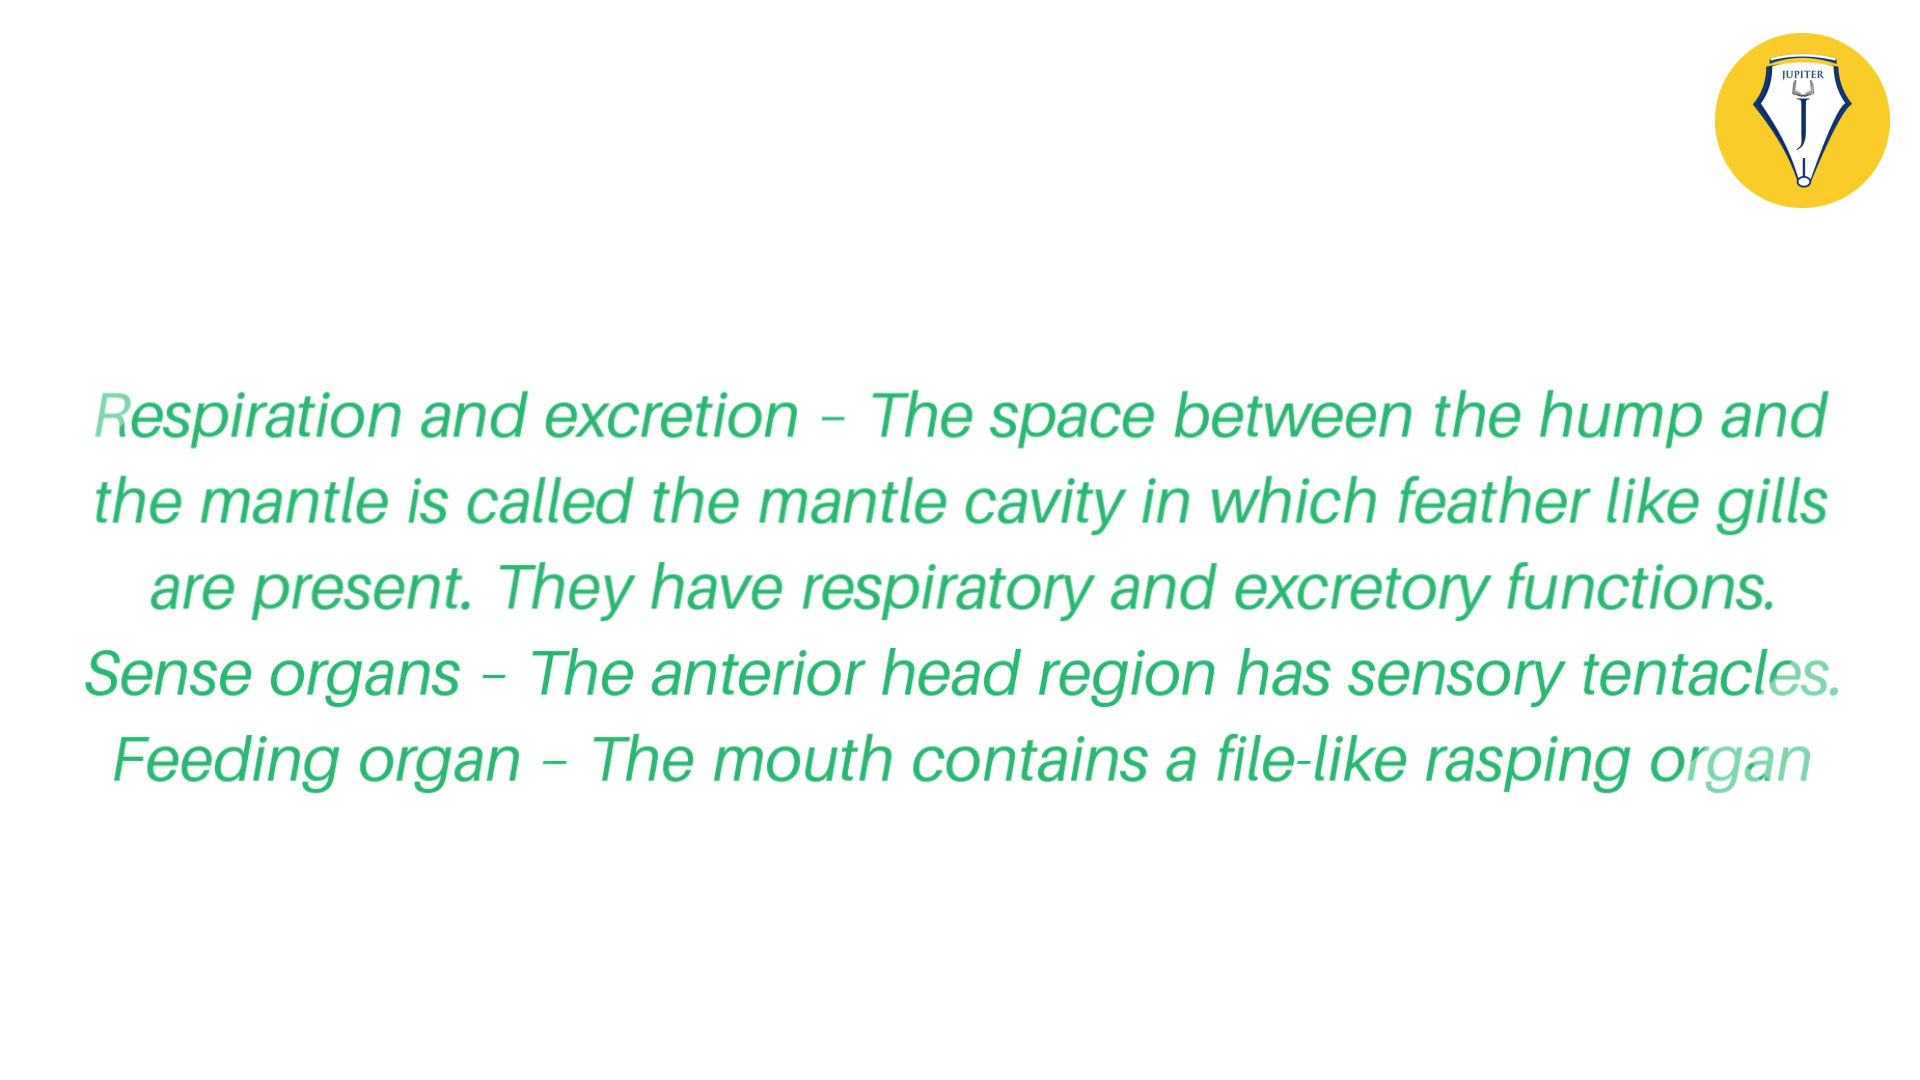 JUPITER
J
Respiration and excretion – The space between the hump and
the mantle is called the mantle cavity in which feather like gills
are present. They have respiratory and excretory functions.
Sense organs – The anterior head region has sensory tentacles.
Feeding organ – The mouth contains a file-like rasping organ